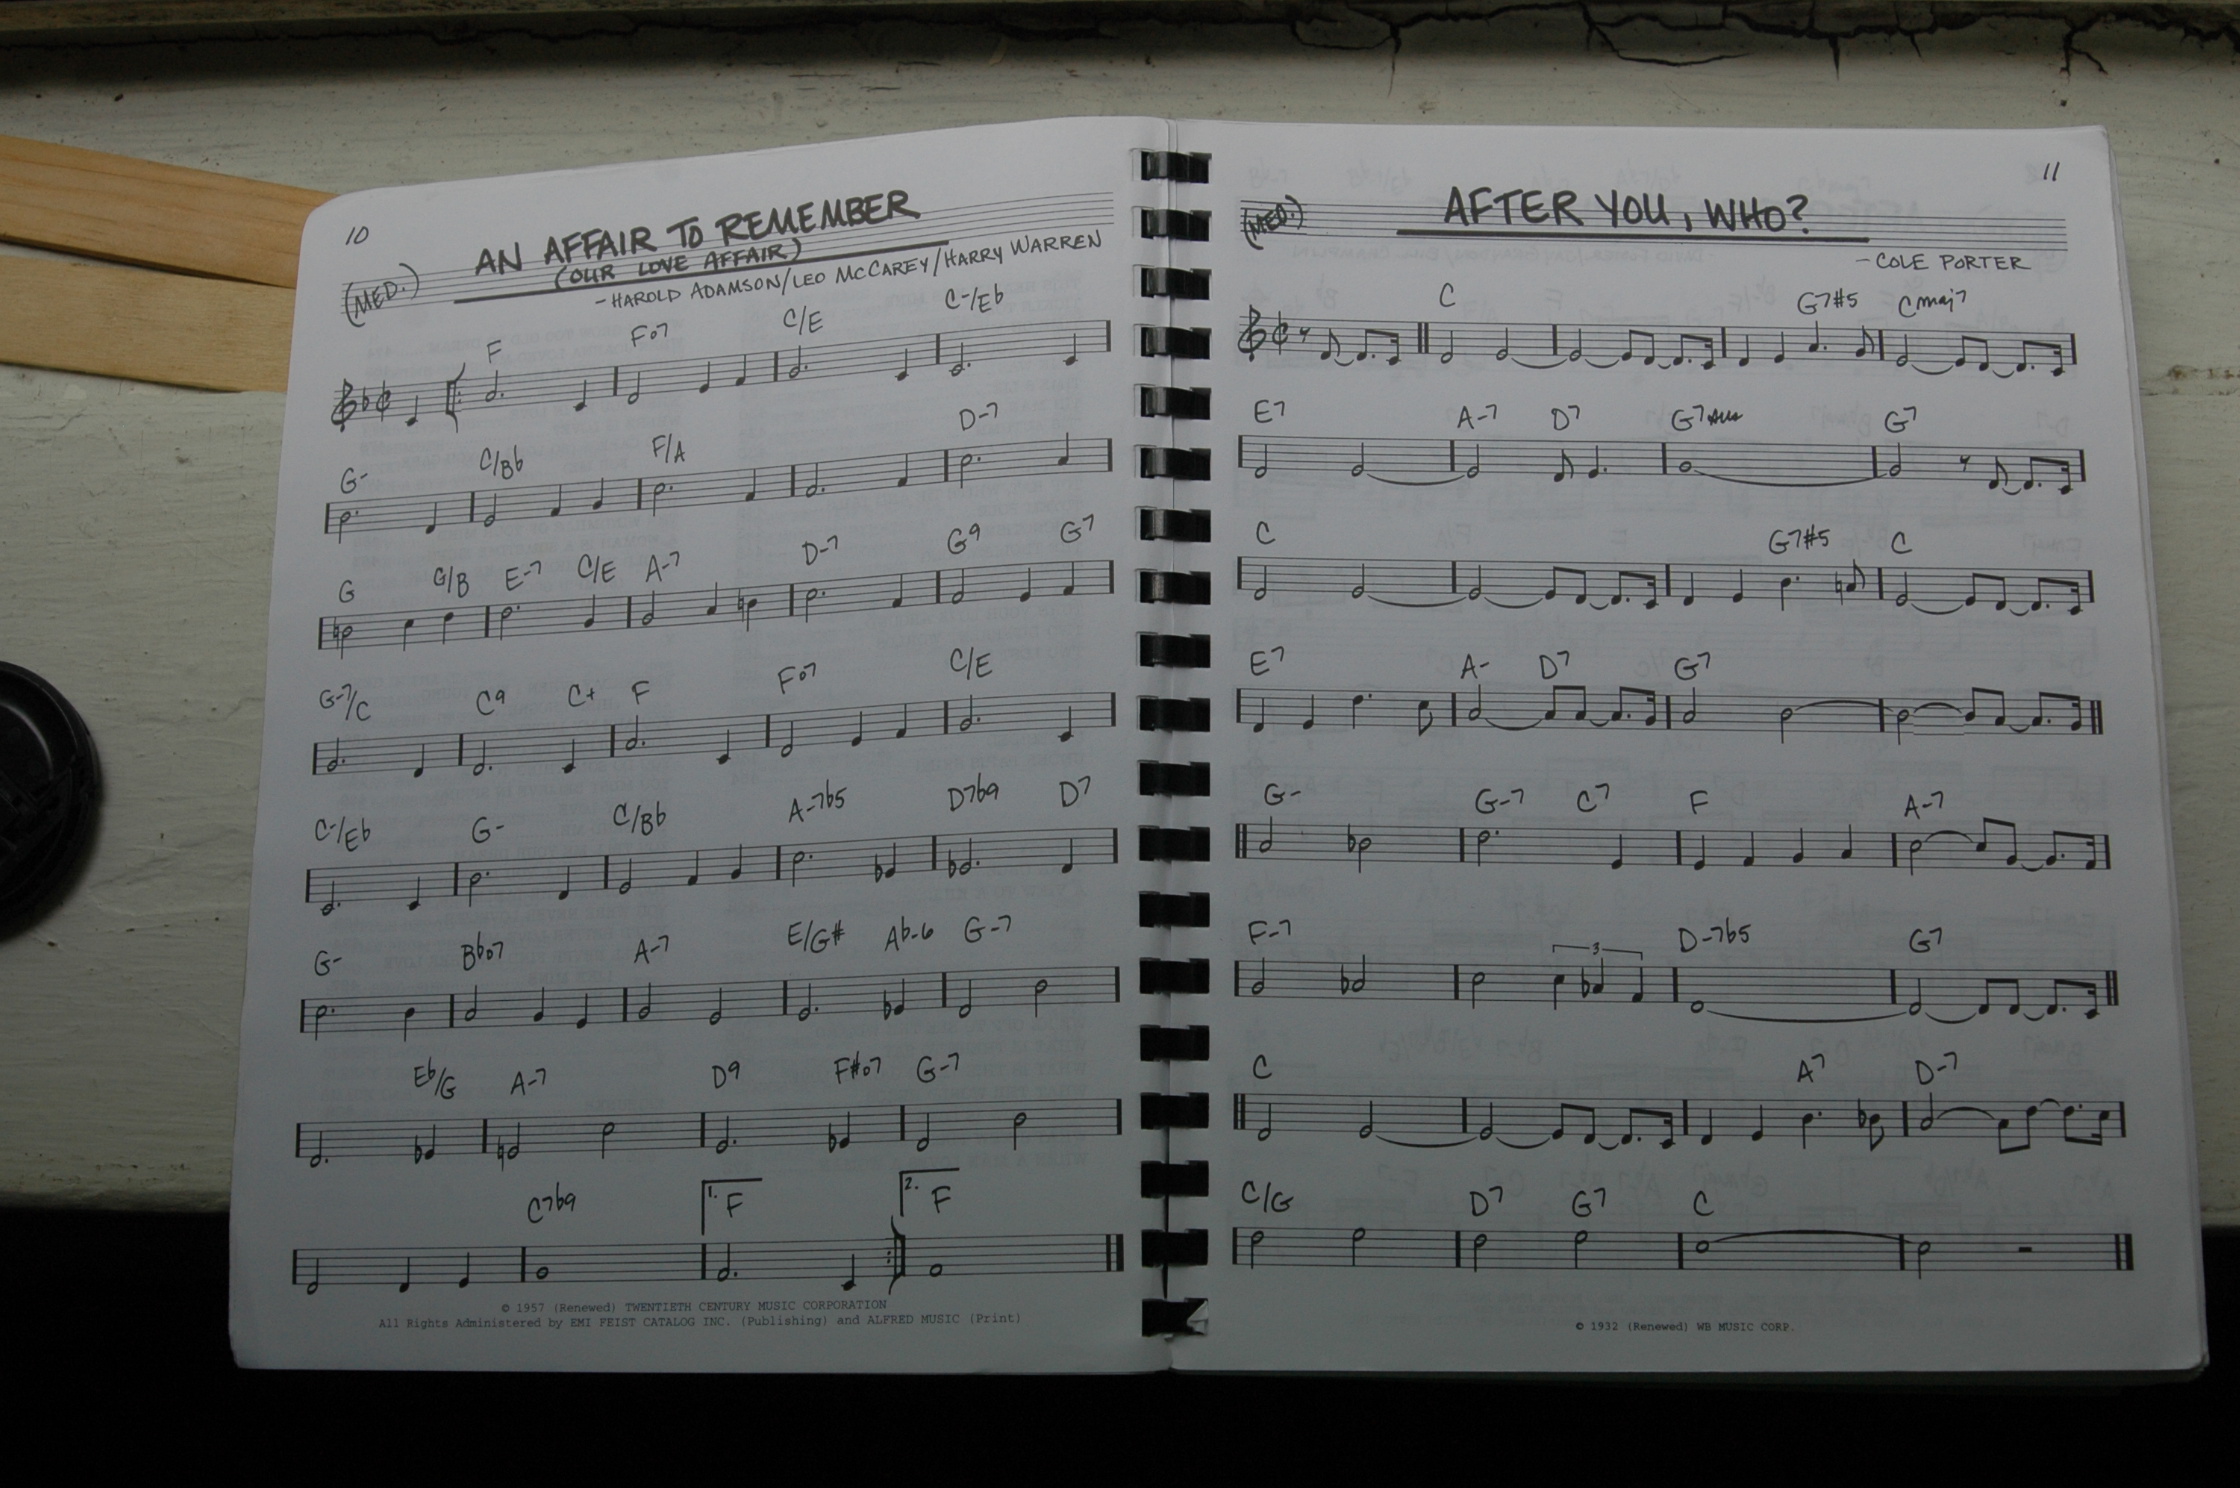 10
AN AFFAIR TO REMEMBER
(OUR LOVE AFFAIR)
(MED.)
-HAROLD ADAMSON/LEO McCAREY/HARRY WARREN
F Fo7 C/E C-/Eb
G- C/Bb F/A D-7
G G/B E-7 C/E A-7 D-7 G9 G7
G-7/C C9 C+ F Fo7 C/E
C-/Eb G- C/Bb A-7b5 D7b9 D7
G- Bbo7 A-7 E/G# Ab-6 G-7
Eb/G A-7 D9 F#o7 G-7
C7b9 1. F 2. F
© 1957 (Renewed) TWENTIETH CENTURY MUSIC CORPORATION
All Rights Administered by EMI FEIST CATALOG INC. (Publishing) and ALFRED MUSIC (Print)
11
(MED.)
AFTER YOU, WHO?
-COLE PORTER
C G7#5 Cmaj7
E7 A-7 D7 G7sus G7
C G7#5 C
E7 A- D7 G7
G- G-7 C7 F A-7
F-7 3 D-7b5 G7
C A7 D-7
C/G D7 G7 C
© 1932 (Renewed) WB MUSIC CORP.